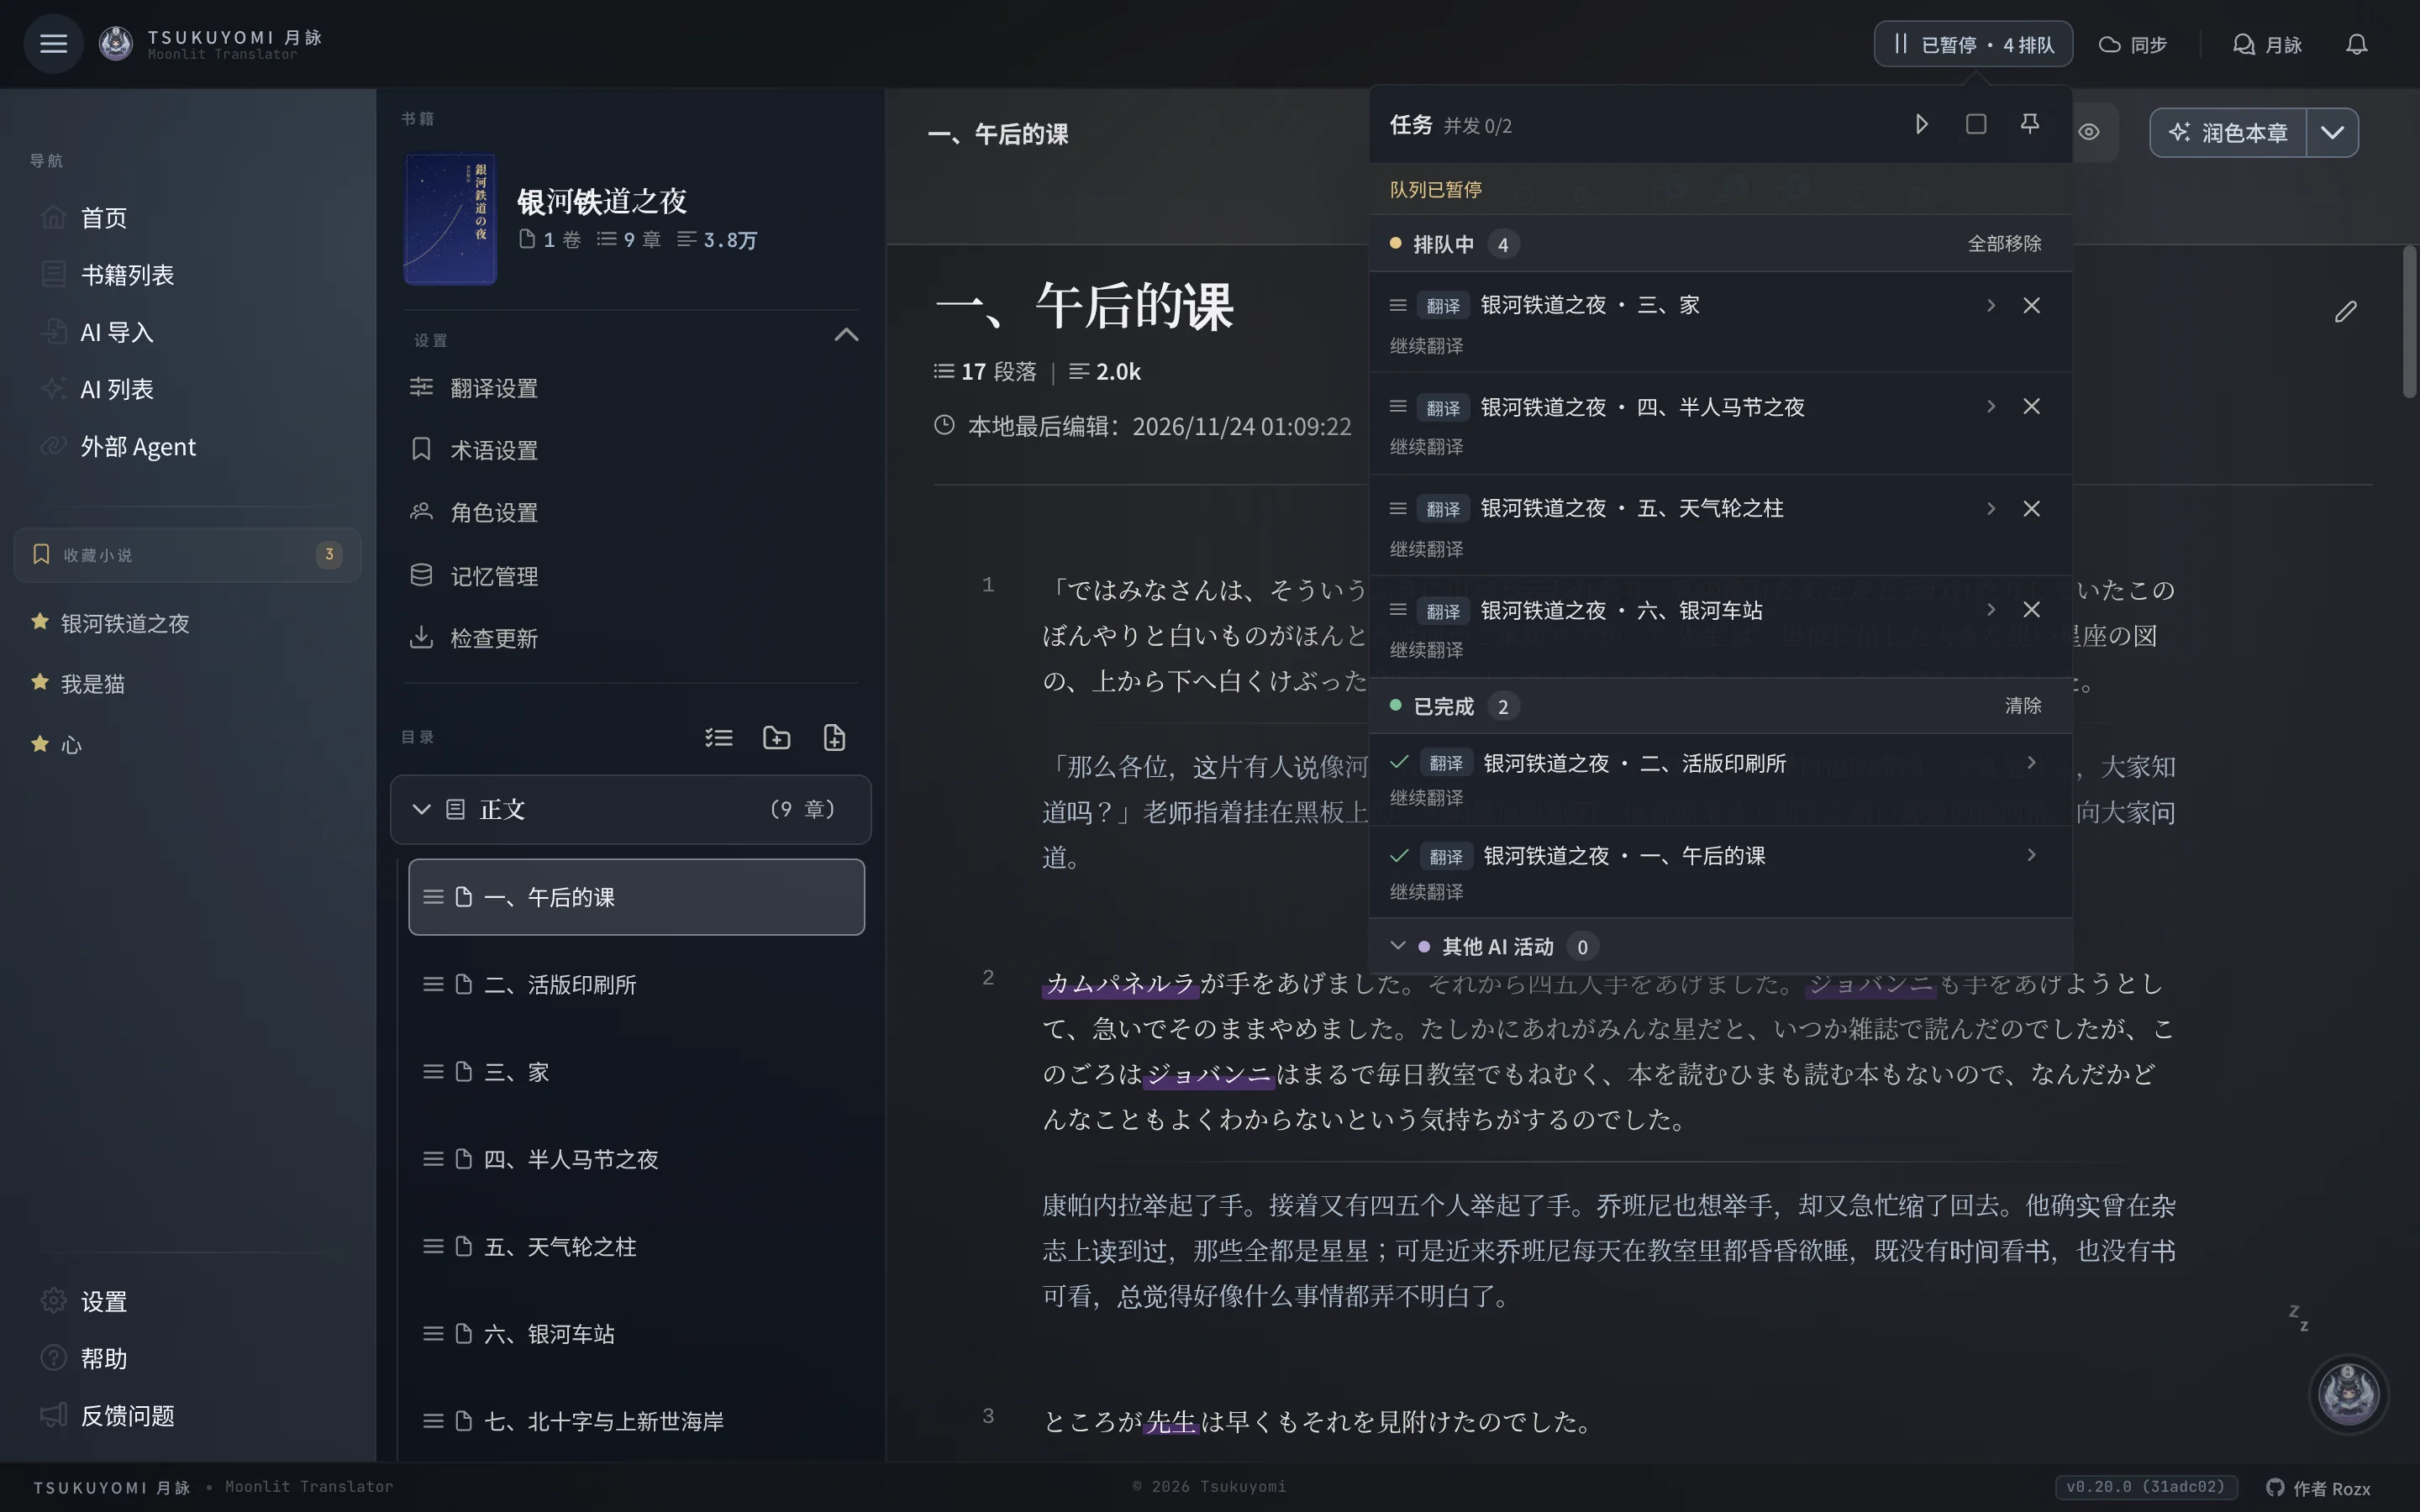 TSUKUYOMI 月詠
Moonlit Translator
已暂停 · 4 排队
同步
月詠
导航
首页
书籍列表
AI 导入
AI 列表
外部 Agent
收藏小说
3
银河铁道之夜
我是猫
心
设置
帮助
反馈问题
书籍
銀河鉄道の夜
银河铁道之夜
1 卷 9 章 3.8万
设置
翻译设置
术语设置
角色设置
记忆管理
检查更新
目录
正文
(9 章)
一、午后的课
二、活版印刷所
三、家
四、半人马节之夜
五、天气轮之柱
六、银河车站
七、北十字与上新世海岸
一、午后的课
润色本章
一、午后的课
17 段落 | 2.0k
本地最后编辑：2026/11/24 01:09:22
任务 并发 0/2
队列已暂停
排队中 4
全部移除
翻译 银河铁道之夜 · 三、家
继续翻译
翻译 银河铁道之夜 · 四、半人马节之夜
继续翻译
翻译 银河铁道之夜 · 五、天气轮之柱
继续翻译
翻译 银河铁道之夜 · 六、银河车站
继续翻译
已完成 2
清除
翻译 银河铁道之夜 · 二、活版印刷所
继续翻译
翻译 银河铁道之夜 · 一、午后的课
继续翻译
其他 AI 活动 0
1
「ではみなさんは、そういう
いたこの
ぼんやりと白いものがほんと
座の図
の、上から下へ白くけぶった
。
「那么各位，这片有人说像河
，大家知
道吗？」老师指着挂在黑板上
向大家问
道。
2
カムパネルラが手をあげました。それから四五人手をあげました。ジョバンニも手をあげようとし
て、急いでそのままやめました。たしかにあれがみんな星だと、いつか雑誌で読んだのでしたが、こ
のごろはジョバンニはまるで毎日教室でもねむく、本を読むひまも読む本もないので、なんだかど
んなこともよくわからないという気持ちがするのでした。
康帕内拉举起了手。接着又有四五个人举起了手。乔班尼也想举手，却又急忙缩了回去。他确实曾在杂
志上读到过，那些全都是星星；可是近来乔班尼每天在教室里都昏昏欲睡，既没有时间看书，也没有书
可看，总觉得好像什么事情都弄不明白了。
3
ところが先生は早くもそれを見附けたのでした。
z
z
TSUKUYOMI 月詠 • Moonlit Translator
© 2026 Tsukuyomi
v0.20.0 (31adc02)
作者 Rozx